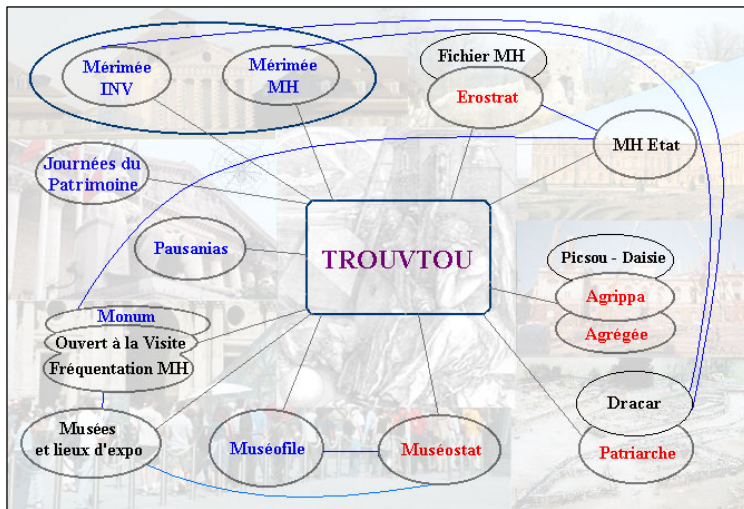 Mérimée
INV
Mérimée
MH
Fichier MH
Erostrat
MH Etat
Journées du
Patrimoine
Pausanias
TROUVTOU
Picsou - Daisie
Agrippa
Agrégée
Monum
Ouvert à la Visite
Fréquentation MH
Musées
et lieux d'expo
Muséofile
Muséostat
Dracar
Patriarche